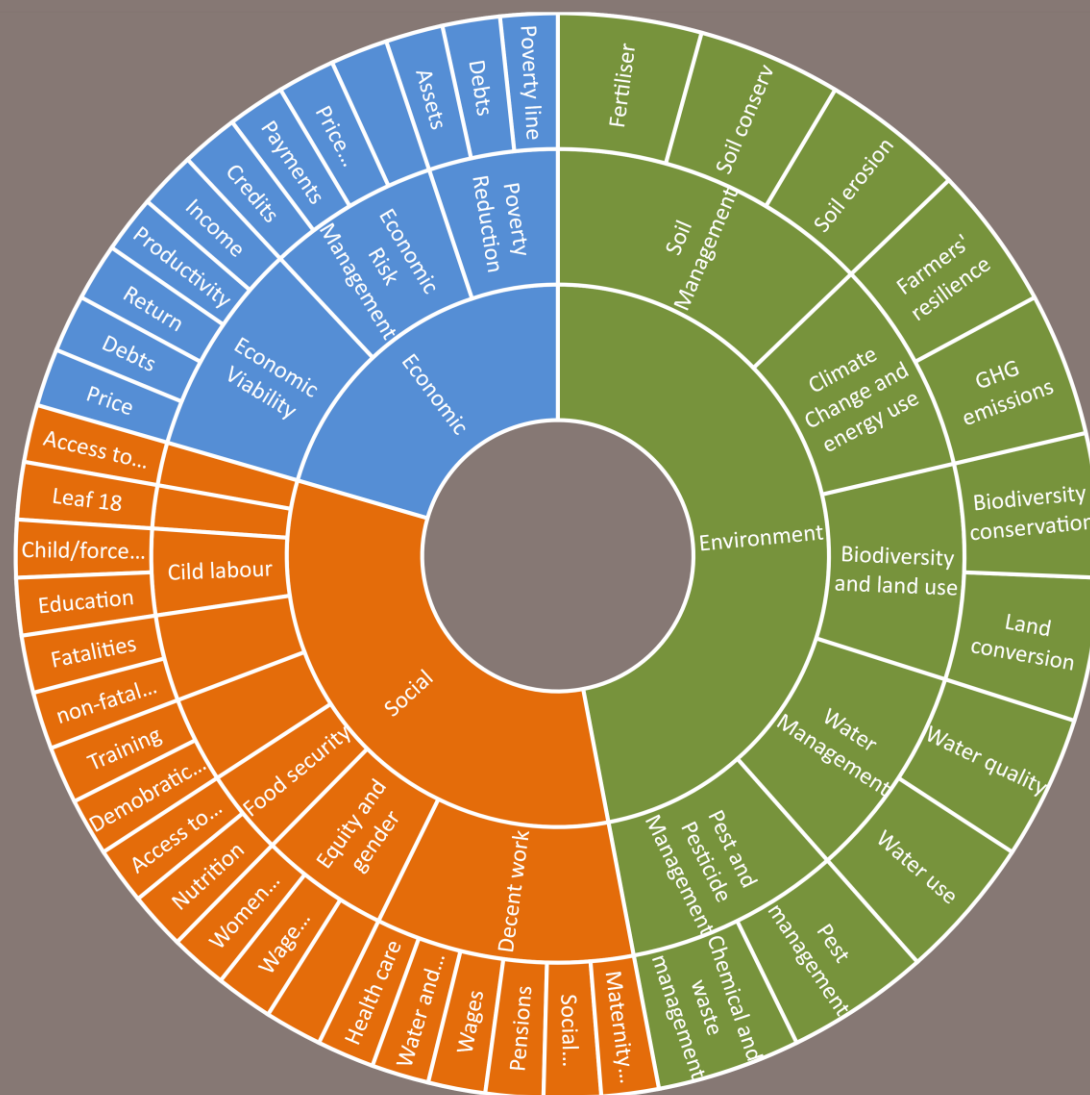 Environment
Soil
Management
Fertiliser
Soil conserv
Soil erosion
Climate
Change and
energy use
Farmers'
resilience
GHG
emissions
Biodiversity
and land use
Biodiversity
conservation
Land
conversion
Water
Management
Water quality
Water use
Pest and
Pesticide
Management
Pest
management
Chemical and
waste
management
Social
Decent work
Maternity...
Social...
Pensions
Wages
Water and...
Health care
Equity and
gender
Wage...
Women...
Food security
Nutrition
Access to...
Demobratic...
Training
non-fatal...
Fatalities
Cild labour
Education
Child/force...
Leaf 18
Access to...
Economic
Economic
Viability
Price
Debts
Return
Productivity
Income
Economic
Risk
Management
Credits
Payments
Price...
Poverty
Reduction
Assets
Debts
Poverty line